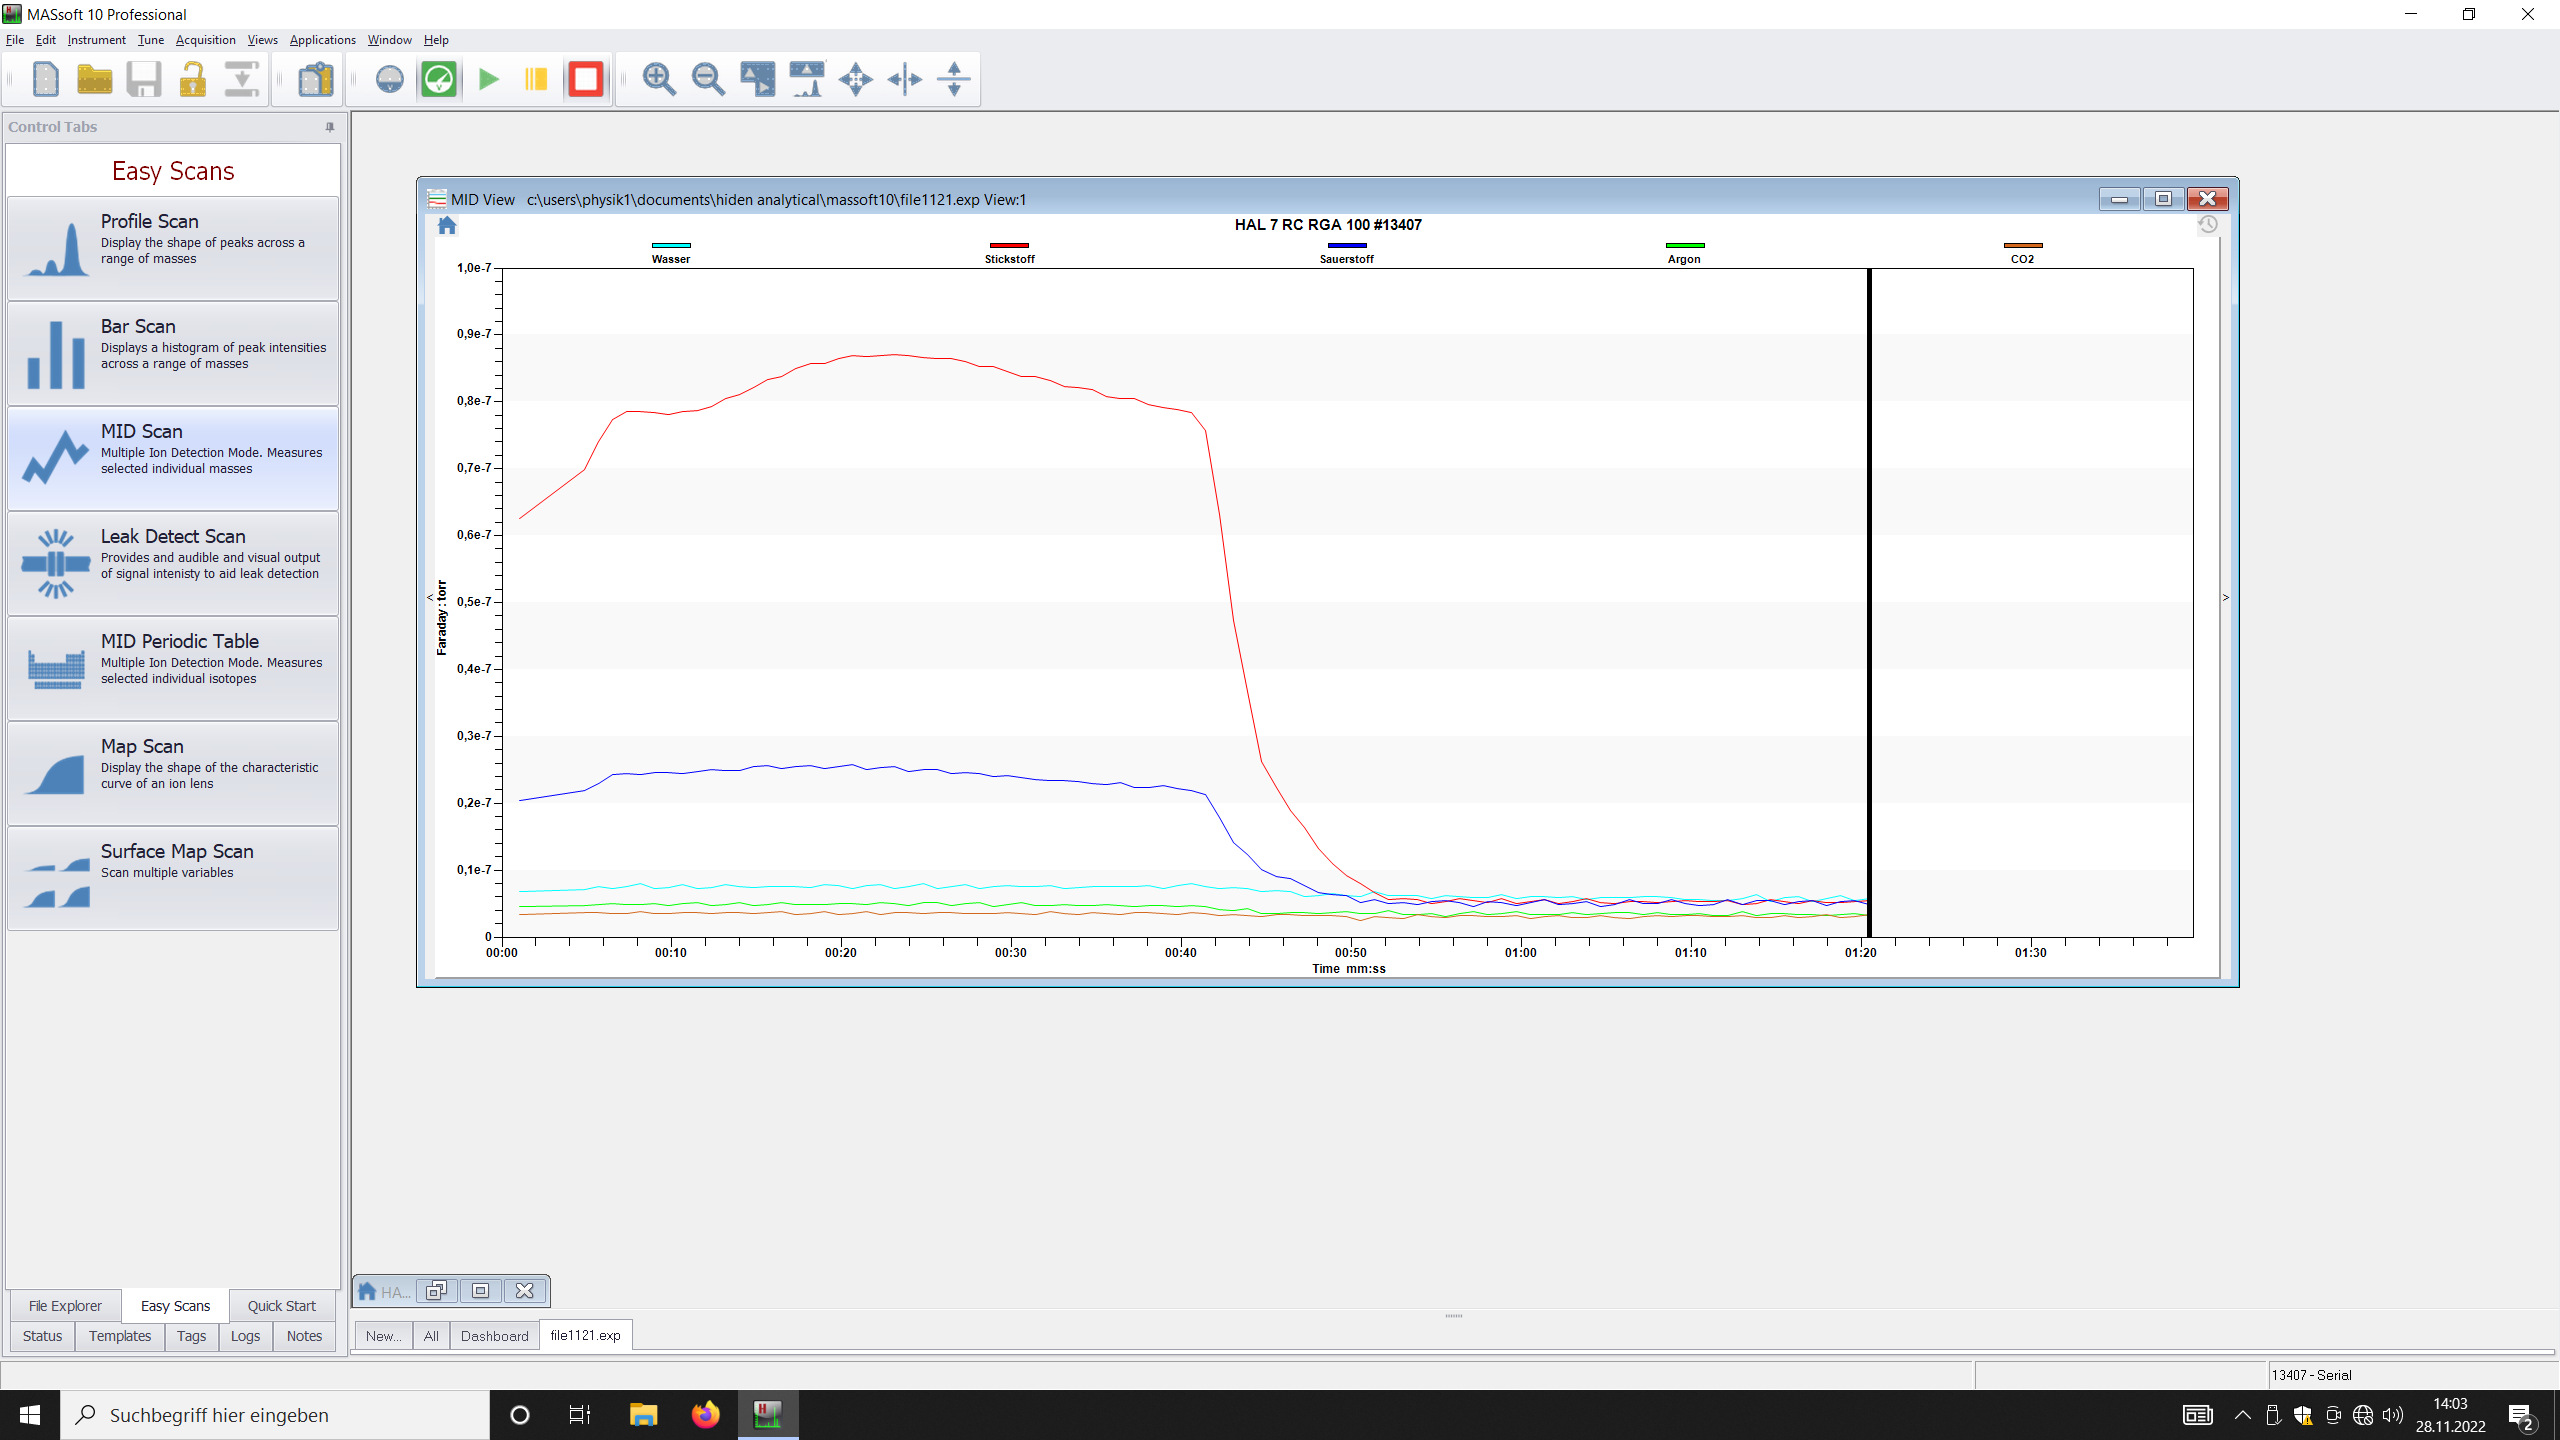 MASsoft 10 Professional
File Edit Instrument Tune Acquisition Views Applications Window Help
Control Tabs
Easy Scans
Profile Scan
Display the shape of peaks across a
range of masses
Bar Scan
Displays a histogram of peak intensities
across a range of masses
MID Scan
Multiple Ion Detection Mode. Measures
selected individual masses
Leak Detect Scan
Provides and audible and visual output
of signal intenisty to aid leak detection
MID Periodic Table
Multiple Ion Detection Mode. Measures
selected individual isotopes
Map Scan
Display the shape of the characteristic
curve of an ion lens
Surface Map Scan
Scan multiple variables
File Explorer Easy Scans Quick Start
Status Templates Tags Logs Notes
MID View c:\users\physik1\documents\hiden analytical\massoft10\file1121.exp View:1
HAL 7 RC RGA 100 #13407
Wasser Stickstoff Sauerstoff Argon CO2
1,0e-7
0,9e-7
0,8e-7
0,7e-7
0,6e-7
0,5e-7
0,4e-7
0,3e-7
0,2e-7
0,1e-7
0
Faraday : torr
< >
00:00 00:10 00:20 00:30 00:40 00:50 01:00 01:10 01:20 01:30
Time mm:ss
HA...
New... All Dashboard file1121.exp
13407 - Serial
Suchbegriff hier eingeben
14:03
28.11.2022
2